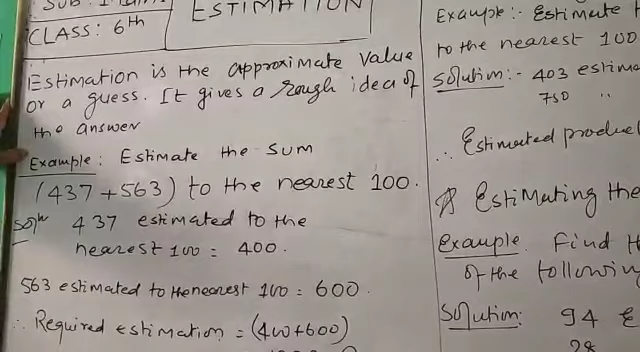 SUB:
ESTIMATION
CLASS: 6th
Estimation is the approximate value
or a guess. It gives a rough idea of
the answer
Example: Estimate the sum
(437+563) to the nearest 100.
Soln 437 estimated to the
nearest 100 = 400.
563 estimated to the nearest 100 = 600.
∴ Required estimation = (400+600)
Example:- Estimate
to the nearest 100
Solution:- 403
750 "
∴ Estimated
Estimating the
Example. Find
of the
Solution: 94
28